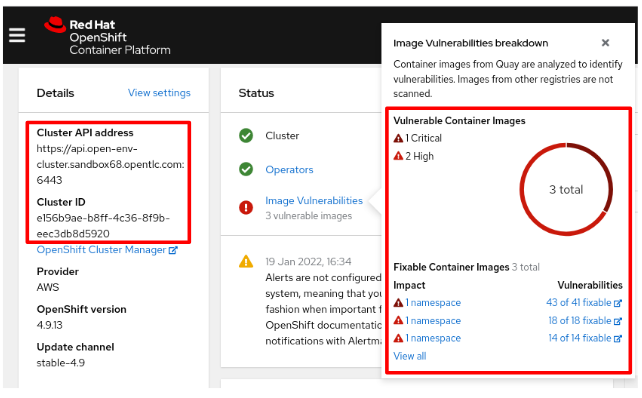 Red Hat
OpenShift
Container Platform
Details
View settings
Cluster API address
https://api.open-env-
cluster.sandbox68.opentlc.com:
6443
Cluster ID
e156b9ae-b8ff-4c36-8f9b-
eec3db8d5920
OpenShift Cluster Manager
Provider
AWS
OpenShift version
4.9.13
Update channel
stable-4.9
Status
Cluster
Operators
Image Vulnerabilities
3 vulnerable images
19 Jan 2022, 16:34
Alerts are not configured
system, meaning that you
fashion when important f
OpenShift documentatio
notifications with Alertma
Image Vulnerabilities breakdown
Container images from Quay are analyzed to identify
vulnerabilities. Images from other registries are not
scanned.
Vulnerable Container Images
1 Critical
2 High
3 total
Fixable Container Images 3 total
Impact Vulnerabilities
1 namespace 43 of 41 fixable
1 namespace 18 of 18 fixable
1 namespace 14 of 14 fixable
View all